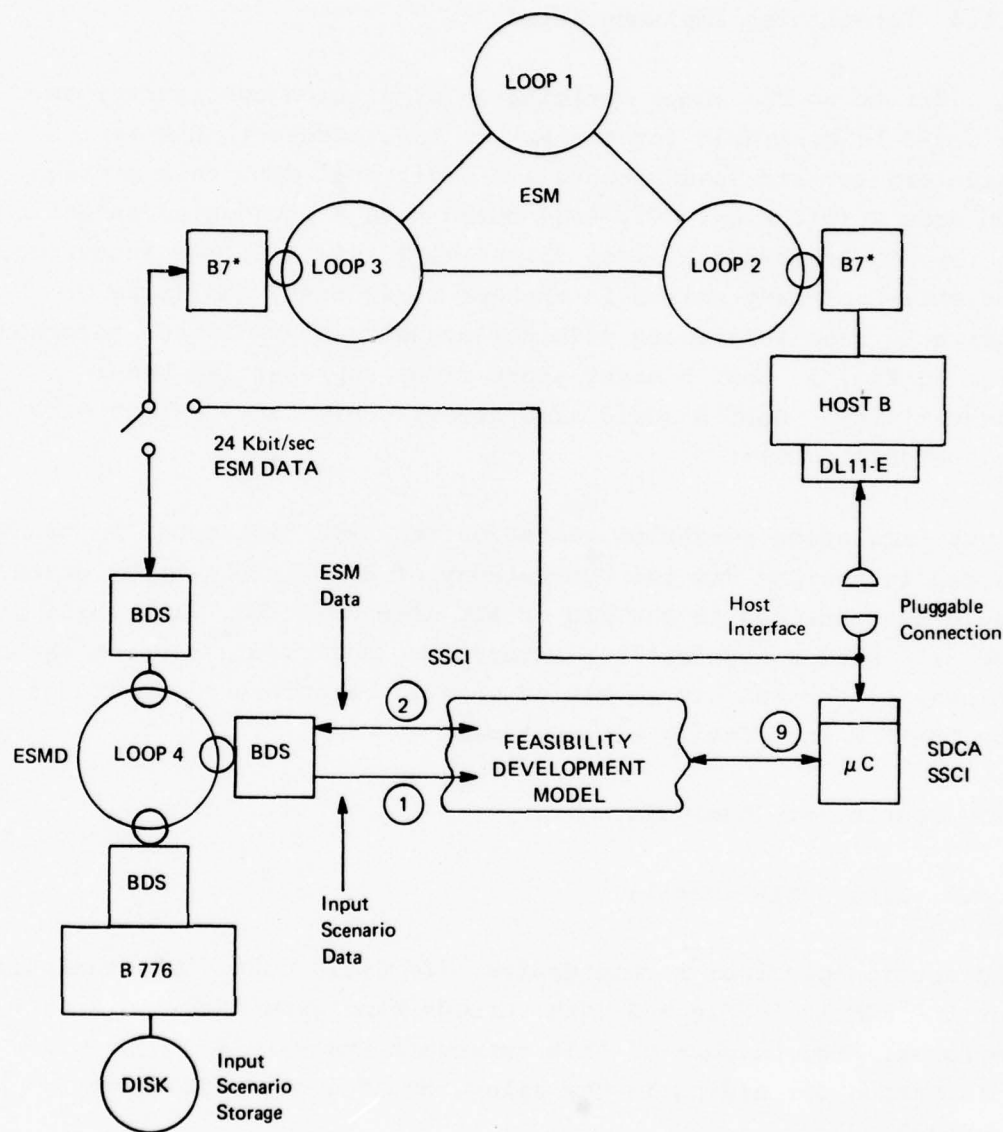 LOOP 1
ESM
B7*
LOOP 3
LOOP 2
B7*
HOST B
DL11-E
24 Kbit/sec
ESM DATA
BDS
ESM
Data
SSCI
Host
Interface
Pluggable
Connection
ESMD
LOOP 4
BDS
2
1
FEASIBILITY
DEVELOPMENT
MODEL
9
μC
SDCA
SSCI
BDS
Input
Scenario
Data
B 776
DISK
Input
Scenario
Storage